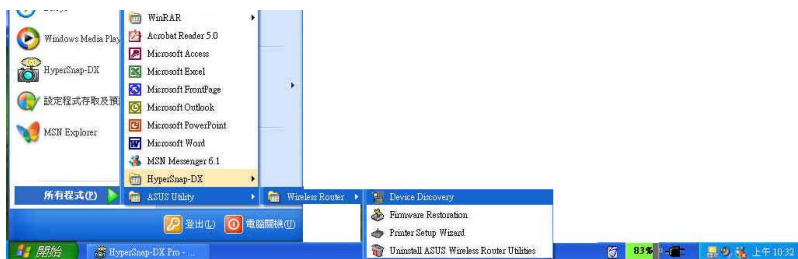 WinRAR
Windows Media Play
Acrobat Reader 5.0
Microsoft Access
HyperSnap-DX
Microsoft Excel
Microsoft FrontPage
設定程式存取及預
Microsoft Outlook
Microsoft PowerPoint
MSN Explorer
Microsoft Word
MSN Messenger 6.1
HyperSnap-DX
所有程式(P)
ASUS Utility
Wireless Router
Device Discovery
Firmware Restoration
登出(L)
電腦關機(U)
Printer Setup Wizard
Uninstall ASUS Wireless Router Utilities
開始
HyperSnap-DX Pro - ...
83%
上午 10:32